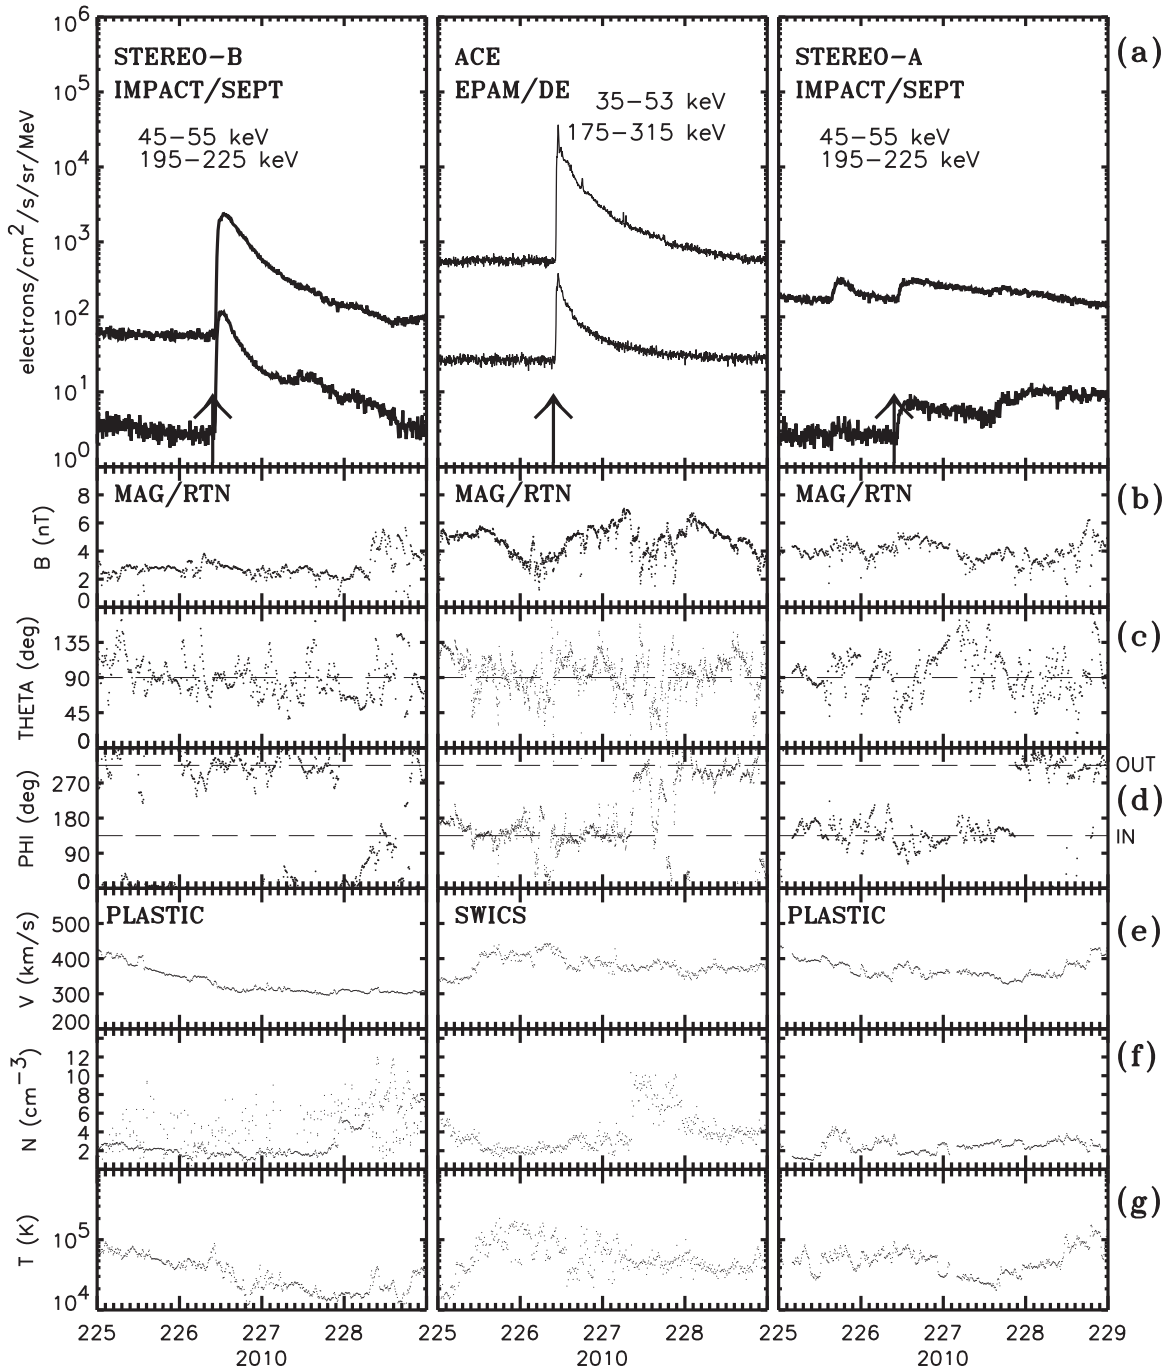 STEREO−B
IMPACT/SEPT
45−55 keV
195−225 keV
ACE
EPAM/DE
35−53 keV
175−315 keV
STEREO−A
IMPACT/SEPT
45−55 keV
195−225 keV
(a)
electrons/cm²/s/sr/MeV
10⁶
10⁵
10⁴
10³
10²
10¹
10⁰
MAG/RTN
MAG/RTN
MAG/RTN
(b)
B (nT)
8
6
4
2
0
(c)
THETA (deg)
135
90
45
0
OUT
(d)
IN
PHI (deg)
270
180
90
0
PLASTIC
SWICS
PLASTIC
(e)
V (km/s)
500
400
300
200
(f)
N (cm⁻³)
12
10
8
6
4
2
(g)
T (K)
10⁵
10⁴
225 226 227 228 225 226 227 228 225 226 227 228 229
2010 2010 2010